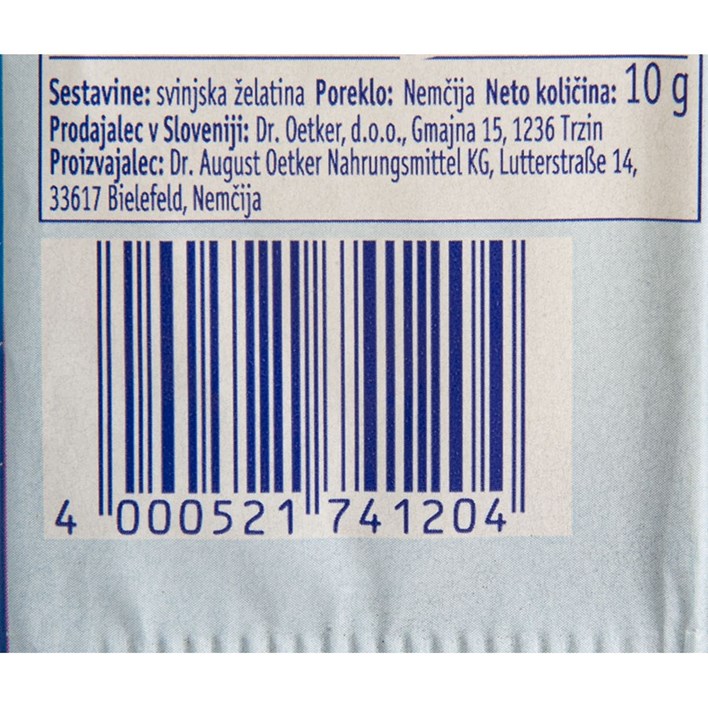 Sestavine: svinjska želatina Poreklo: Nemčija Neto količina: 10 g
Prodajalec v Sloveniji: Dr. Oetker, d.o.o., Gmajna 15, 1236 Trzin
Proizvajalec: Dr. August Oetker Nahrungsmittel KG, Lutterstraße 14,
33617 Bielefeld, Nemčija
4 000521 741204